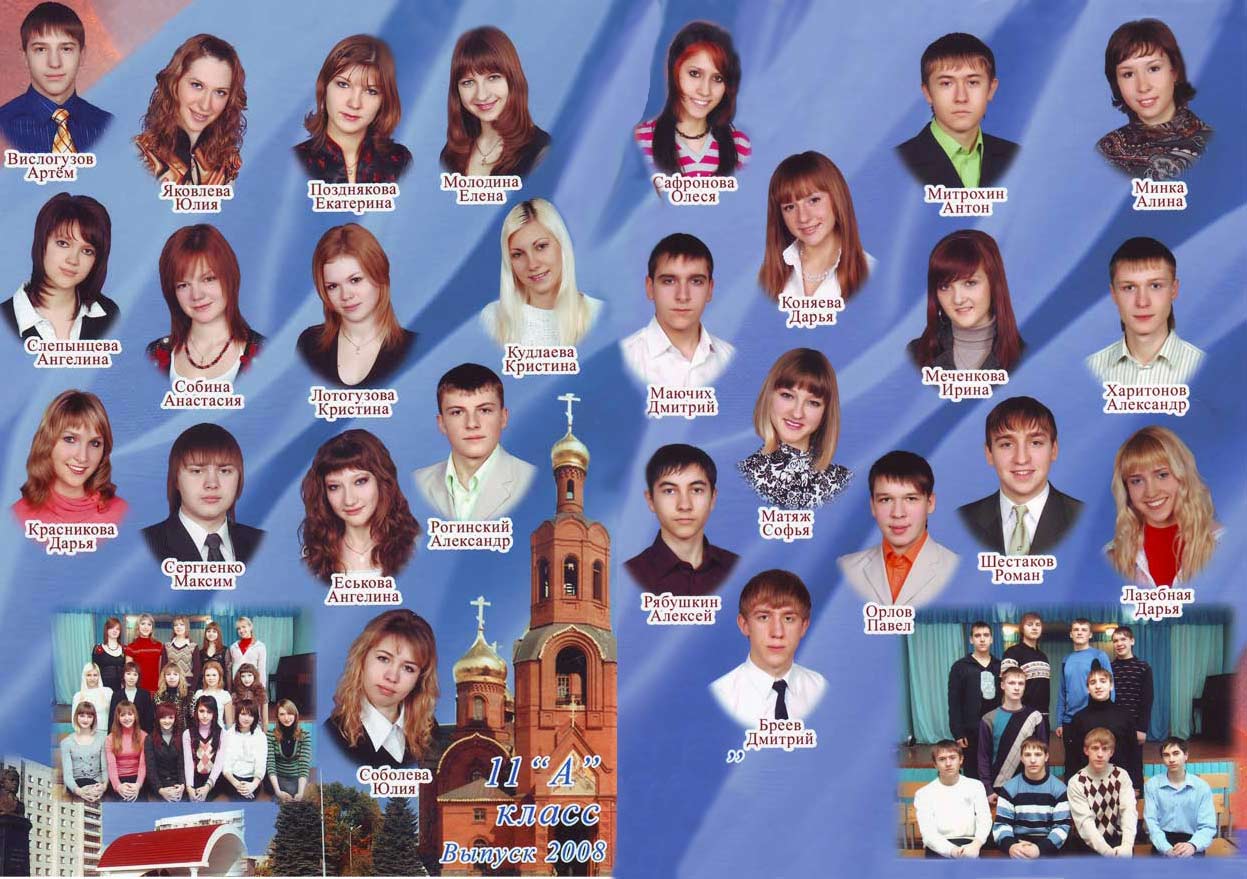 Вислогузов
Артём
Яковлева
Юлия
Позднякова
Екатерина
Молодина
Елена
Сафронова
Олеся
Митрохин
Антон
Минка
Алина
Слепынцева
Ангелина
Собина
Анастасия
Лотогузова
Кристина
Кудлаева
Кристина
Маючих
Дмитрий
Коняева
Дарья
Меченкова
Ирина
Харитонов
Александр
Красникова
Дарья
Сергиенко
Максим
Еськова
Ангелина
Рогинский
Александр
Рябушкин
Алексей
Матяж
Софья
Орлов
Павел
Шестаков
Роман
Лазебная
Дарья
Соболева
Юлия
Бреев
Дмитрий
„
11 “А”
класс
Выпуск 2008